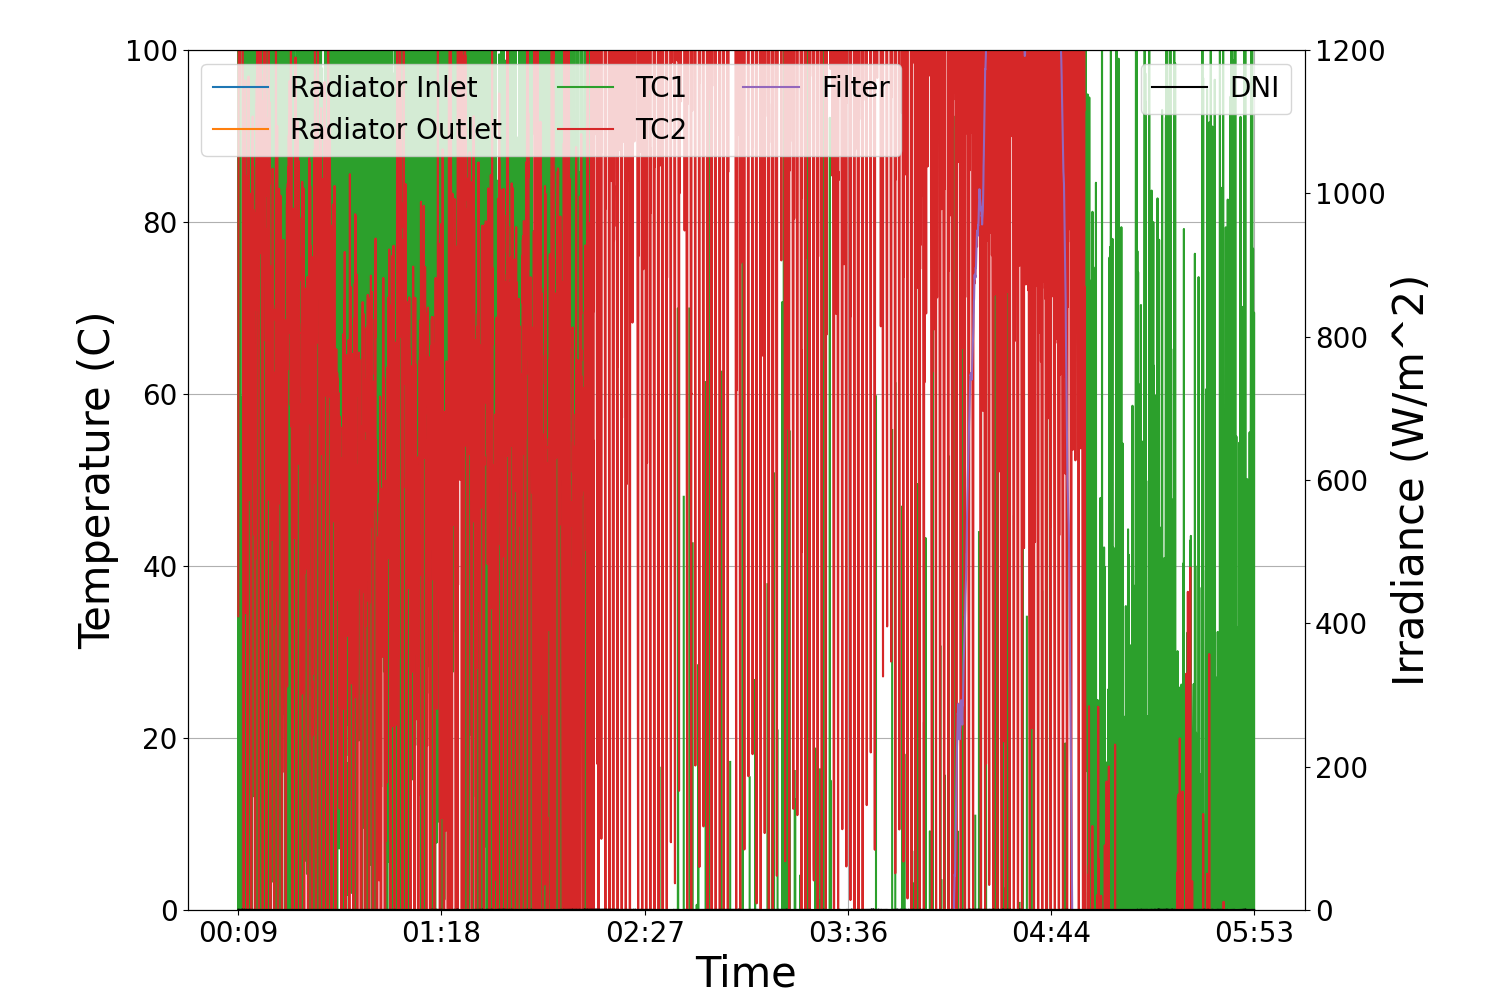 Radiator Inlet
Radiator Outlet
TC1
TC2
Filter
DNI
100
80
60
40
20
0
Temperature (C)
1200
1000
800
600
400
200
0
Irradiance (W/m^2)
00:09 01:18 02:27 03:36 04:44 05:53
Time